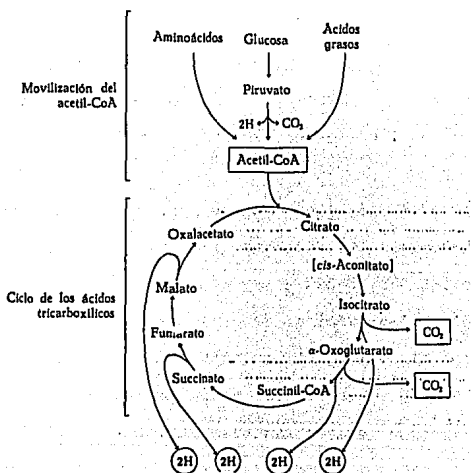 Aminoácidos
Glucosa
Ácidos
grasos
Movilización del
acetil-CoA
Piruvato
2H
CO2
Acetil-CoA
Oxalacetato
Citrato
[cis-Aconitato]
Malato
Isocitrato
Ciclo de los ácidos
tricarboxílicos
CO2
Fumarato
α-Oxoglutarato
Succinato
Succinil-CoA
CO2
2H
2H
2H
2H